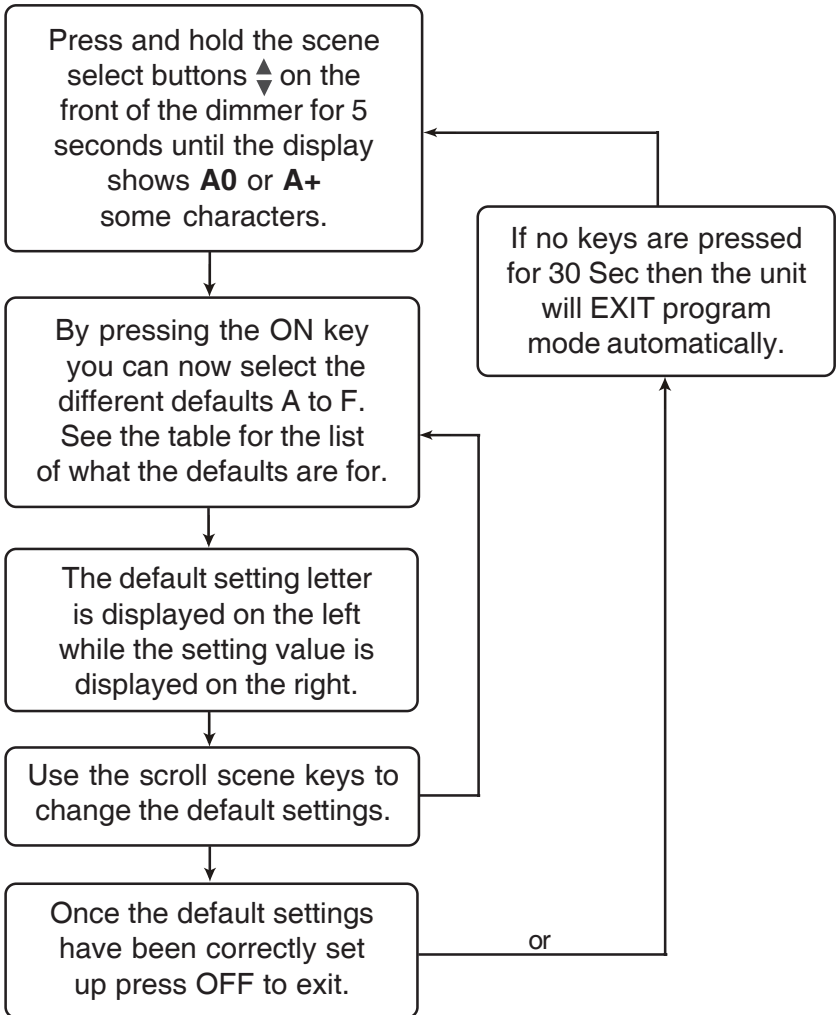 Press and hold the scene
select buttons on the
front of the dimmer for 5
seconds until the display
shows A0 or A+
some characters.
By pressing the ON key
you can now select the
different defaults A to F.
See the table for the list
of what the defaults are for.
The default setting letter
is displayed on the left
while the setting value is
displayed on the right.
Use the scroll scene keys to
change the default settings.
Once the default settings
have been correctly set
up press OFF to exit.
or
If no keys are pressed
for 30 Sec then the unit
will EXIT program
mode automatically.